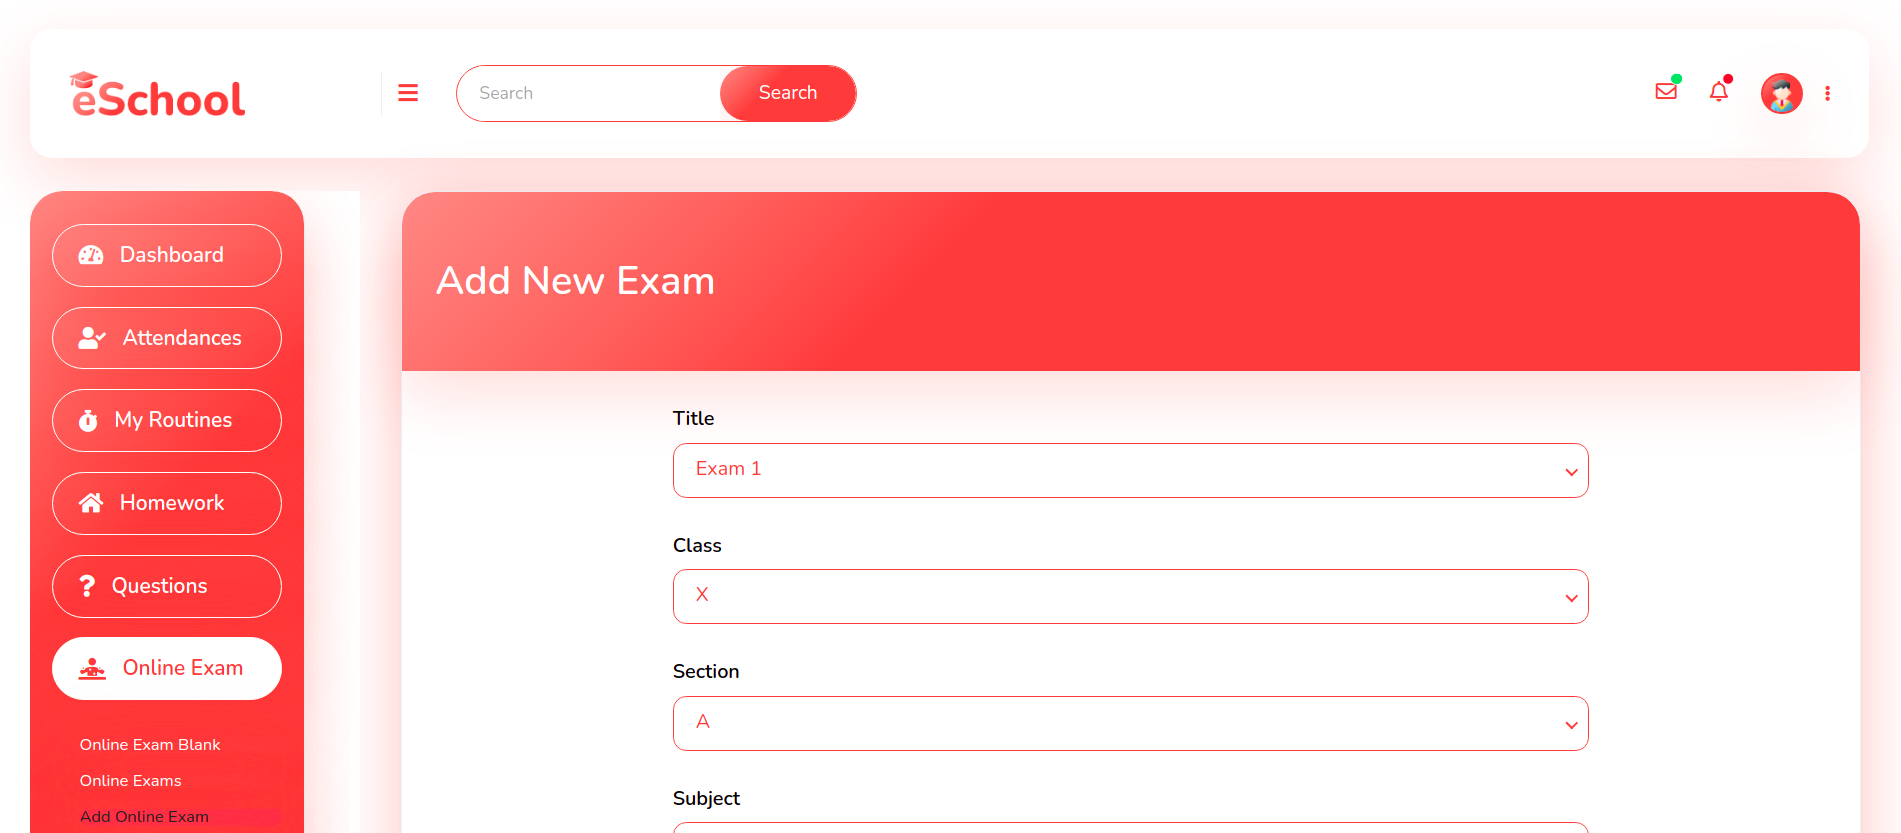 eSchool
Search
Search
Dashboard
Attendances
My Routines
Homework
Questions
Online Exam
Online Exam Blank
Online Exams
Add Online Exam
Add New Exam
Title
Exam 1
Class
X
Section
A
Subject